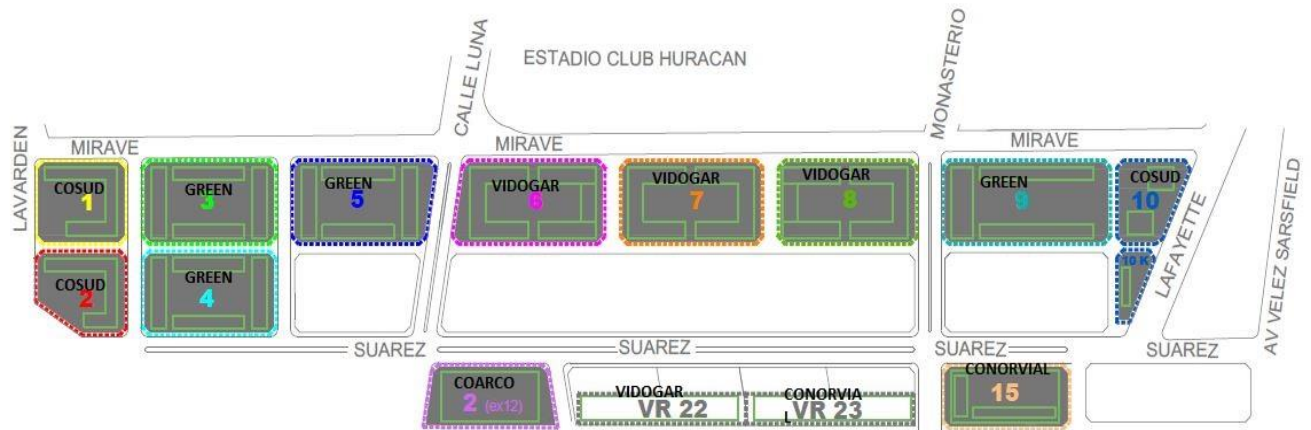 ESTADIO CLUB HURACAN
CALLE LUNA
MONASTERIO
LAVARDEN
MIRAVE
MIRAVE
MIRAVE
COSUD
1
GREEN
3
GREEN
5
VIDOGAR
6
VIDOGAR
7
VIDOGAR
8
GREEN
9
COSUD
10
LAFAYETTE
AV VELEZ SARSFIELD
COSUD
2
GREEN
4
10 K
SUAREZ
SUAREZ
SUAREZ
SUAREZ
COARCO
2 (ex12)
VIDOGAR
VR 22
CONORVIA
L
VR 23
CONORVIAL
15